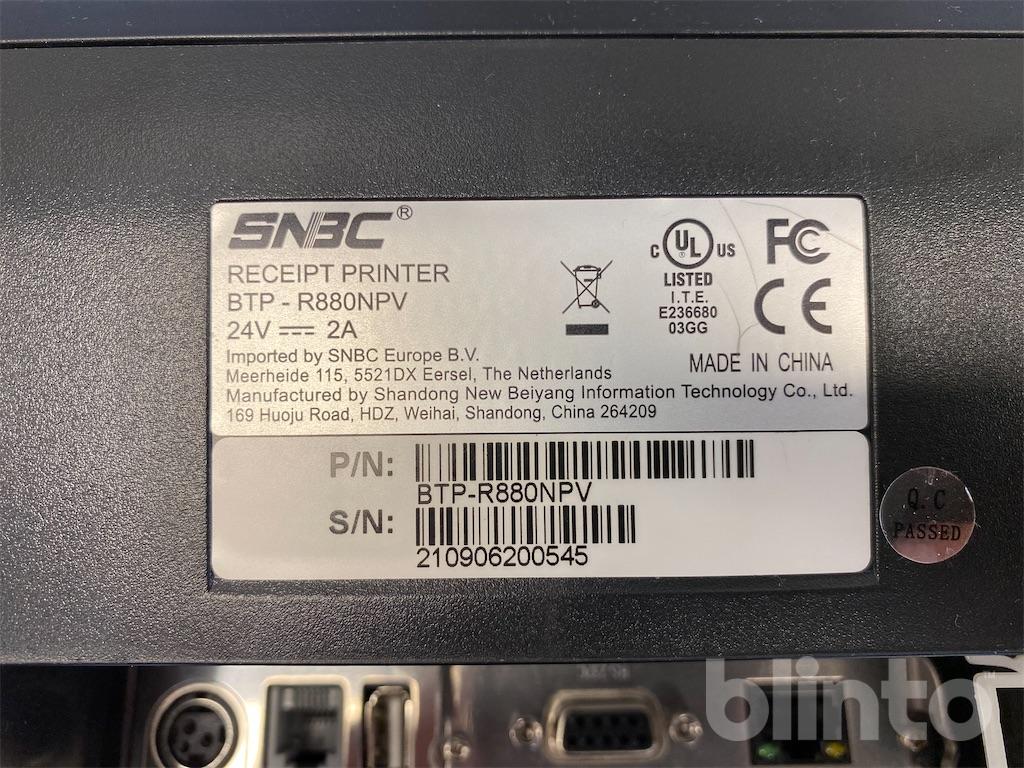 SNBC®
RECEIPT PRINTER
BTP - R880NPV
24V 2A
Imported by SNBC Europe B.V.
Meerheide 115, 5521DX Eersel, The Netherlands
Manufactured by Shandong New Beiyang Information Technology Co., Ltd.
169 Huoju Road, HDZ, Weihai, Shandong, China 264209
C UL US
LISTED
I.T.E.
E236680
03GG
FC
CE
MADE IN CHINA
P/N:
BTP-R880NPV
S/N:
210906200545
Q.C
PASSED
blinto